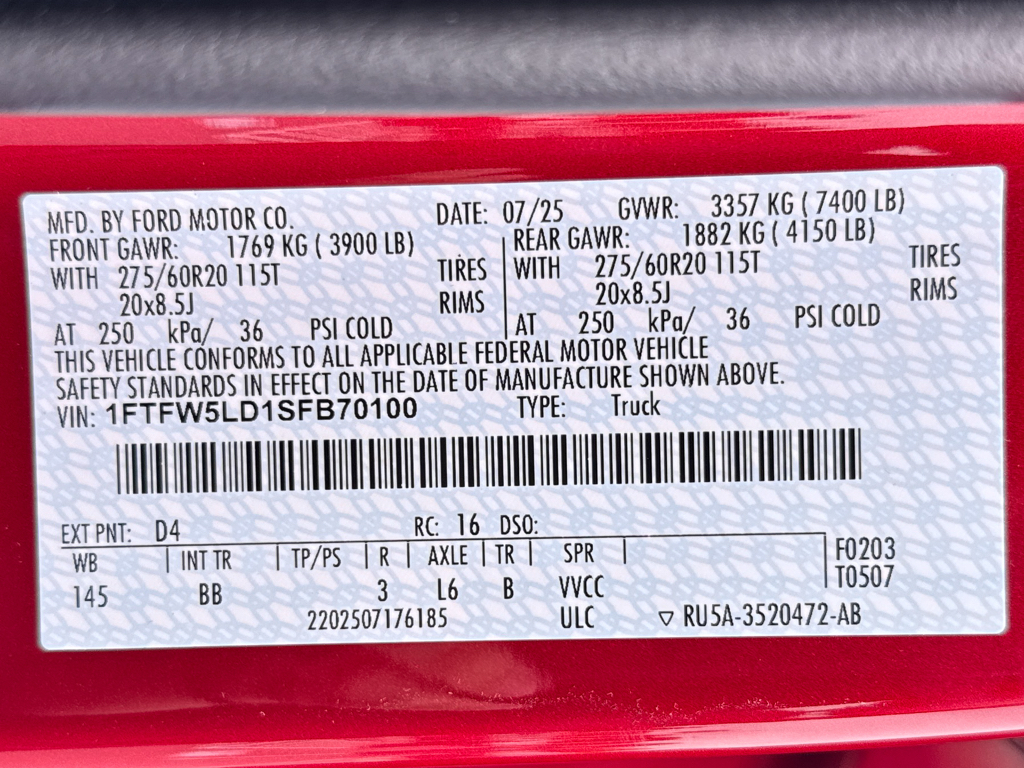 MFD. BY FORD MOTOR CO. DATE: 07/25 GVWR: 3357 KG ( 7400 LB)
FRONT GAWR: 1769 KG ( 3900 LB) REAR GAWR: 1882 KG ( 4150 LB)
WITH 275/60R20 115T TIRES WITH 275/60R20 115T TIRES
20x8.5J RIMS 20x8.5J RIMS
AT 250 kPa/ 36 PSI COLD AT 250 kPa/ 36 PSI COLD
THIS VEHICLE CONFORMS TO ALL APPLICABLE FEDERAL MOTOR VEHICLE
SAFETY STANDARDS IN EFFECT ON THE DATE OF MANUFACTURE SHOWN ABOVE.
VIN: 1FTFW5LD1SFB70100 TYPE: Truck
EXT PNT: D4 RC: 16 DSO:
WB INT TR TP/PS R AXLE TR SPR F0203
145 BB 3 L6 B VVCC T0507
2202507176185 ULC ▽ RU5A-3520472-AB